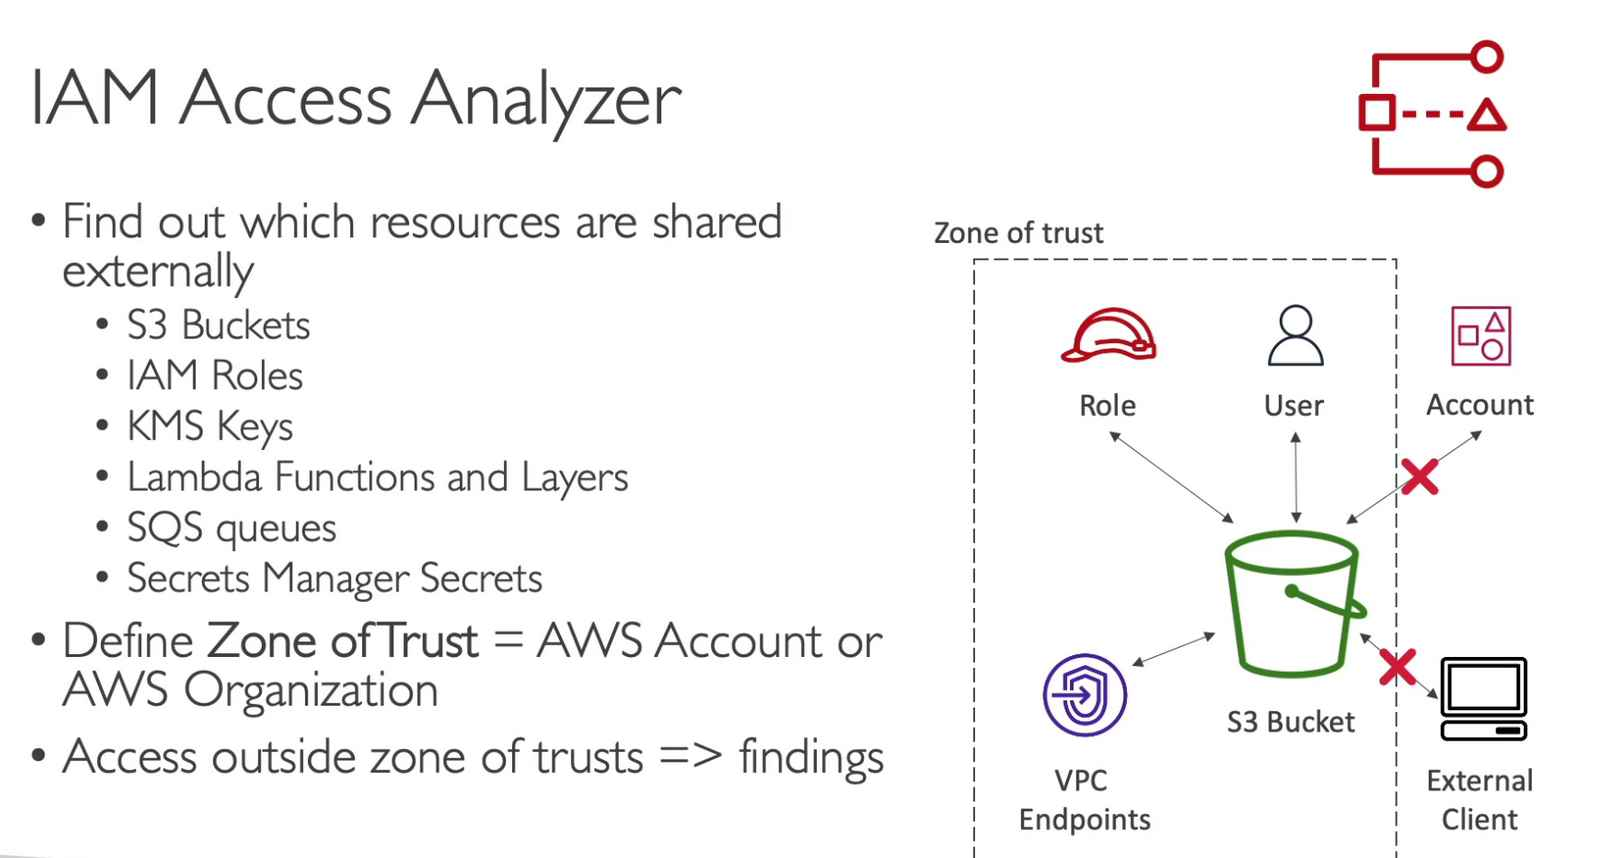 IAM Access Analyzer
• Find out which resources are shared
externally
• S3 Buckets
• IAM Roles
• KMS Keys
• Lambda Functions and Layers
• SQS queues
• Secrets Manager Secrets
• Define Zone of Trust = AWS Account or
AWS Organization
• Access outside zone of trusts => findings
Zone of trust
Role
User
Account
S3 Bucket
VPC
Endpoints
External
Client